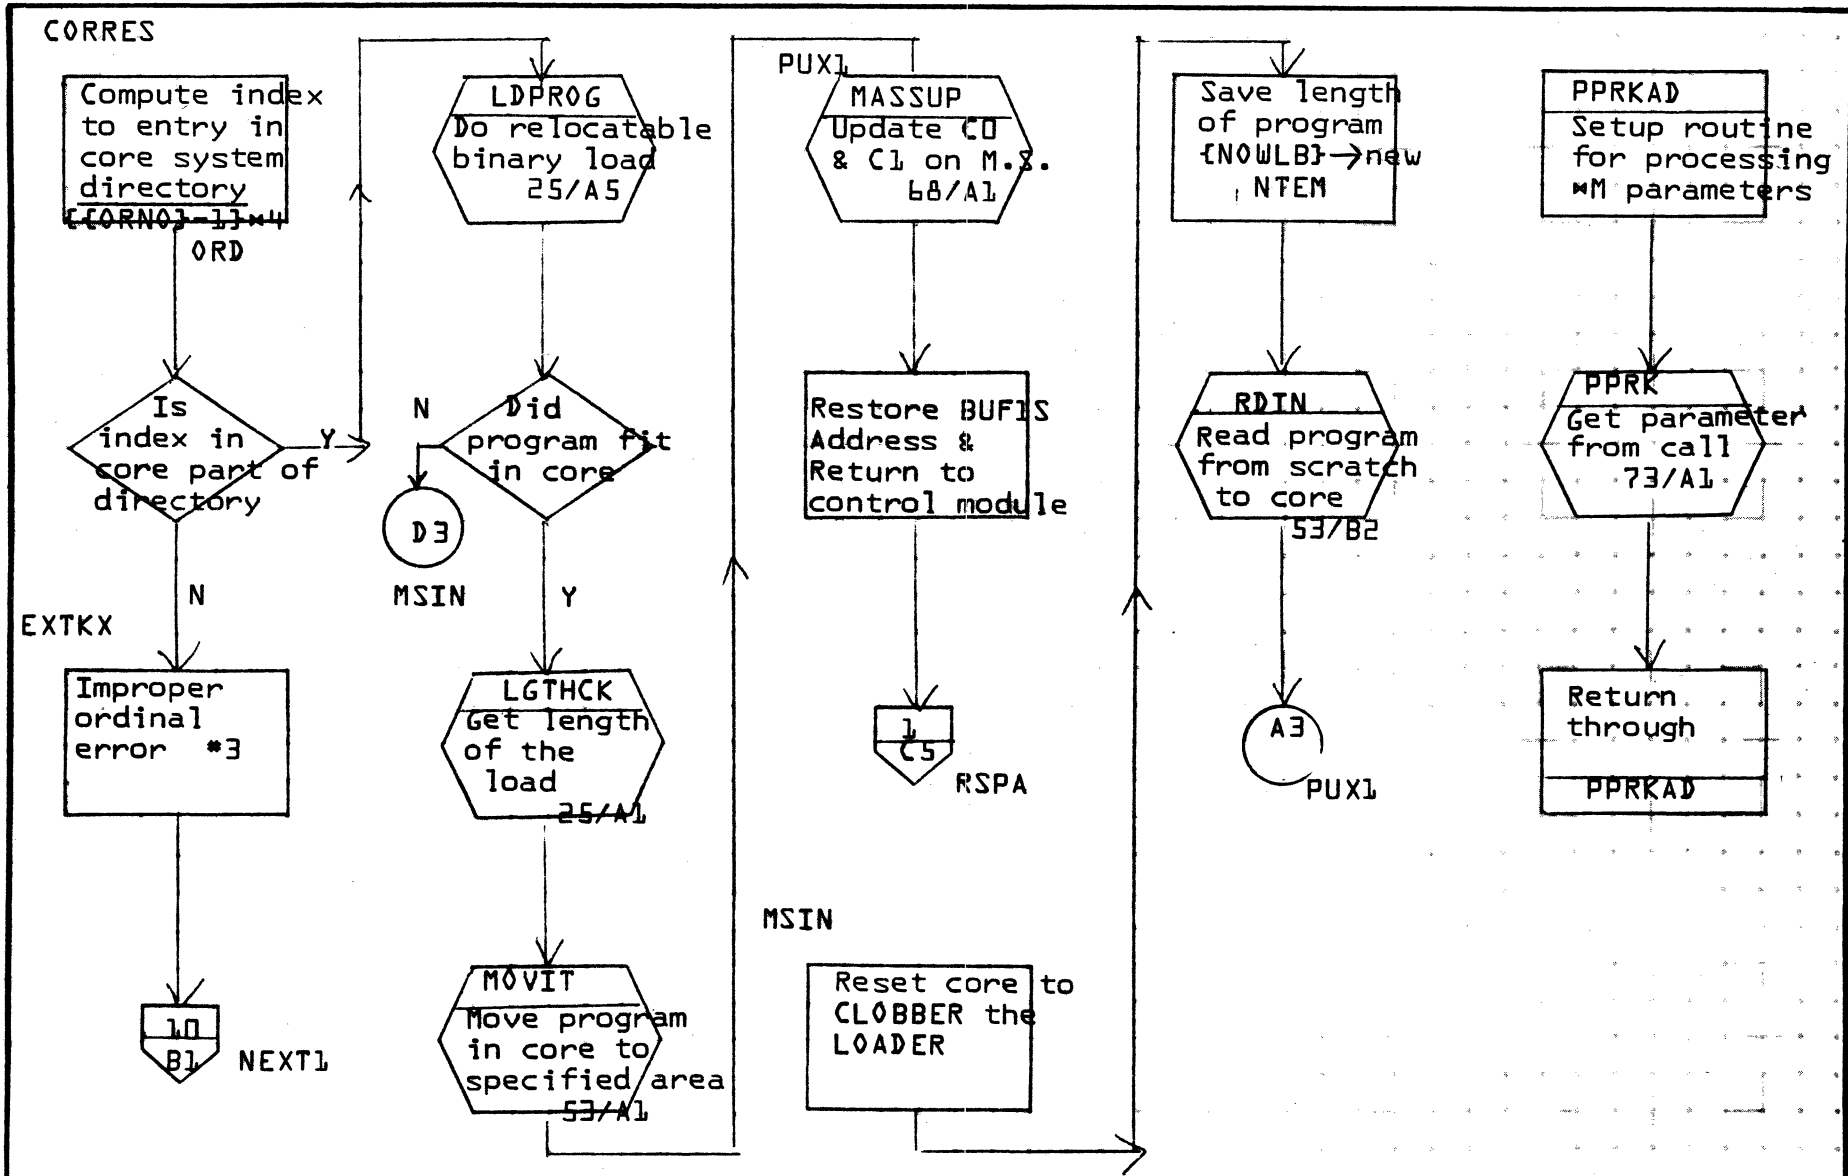 CORRES
Compute index
to entry in
core system
directory
{{ORNO}-1}*4
ORD
Is
index in
core part of
directory
Y
N
EXTKX
Improper
ordinal
error *3
10
B1
NEXT1
LDPROG
Do relocatable
binary load
25/A5
Did
program fit
in core
N
D3
MSIN
Y
LGTHCK
Get length
of the
load
25/A1
MOVIT
Move program
in core to
specified area
53/A1
PUX1
MASSUP
Update C0
& C1 on M.S.
68/A1
Restore BUF1S
Address &
Return to
control module
1
C5
RSPA
MSIN
Reset core to
CLOBBER the
LOADER
Save length
of program
{NOWLB}→new
NTEM
RDIN
Read program
from scratch
to core
53/B2
A3
PUX1
PPRKAD
Setup routine
for processing
*M parameters
PPRK
Get parameter
from call
73/A1
Return
through
PPRKAD